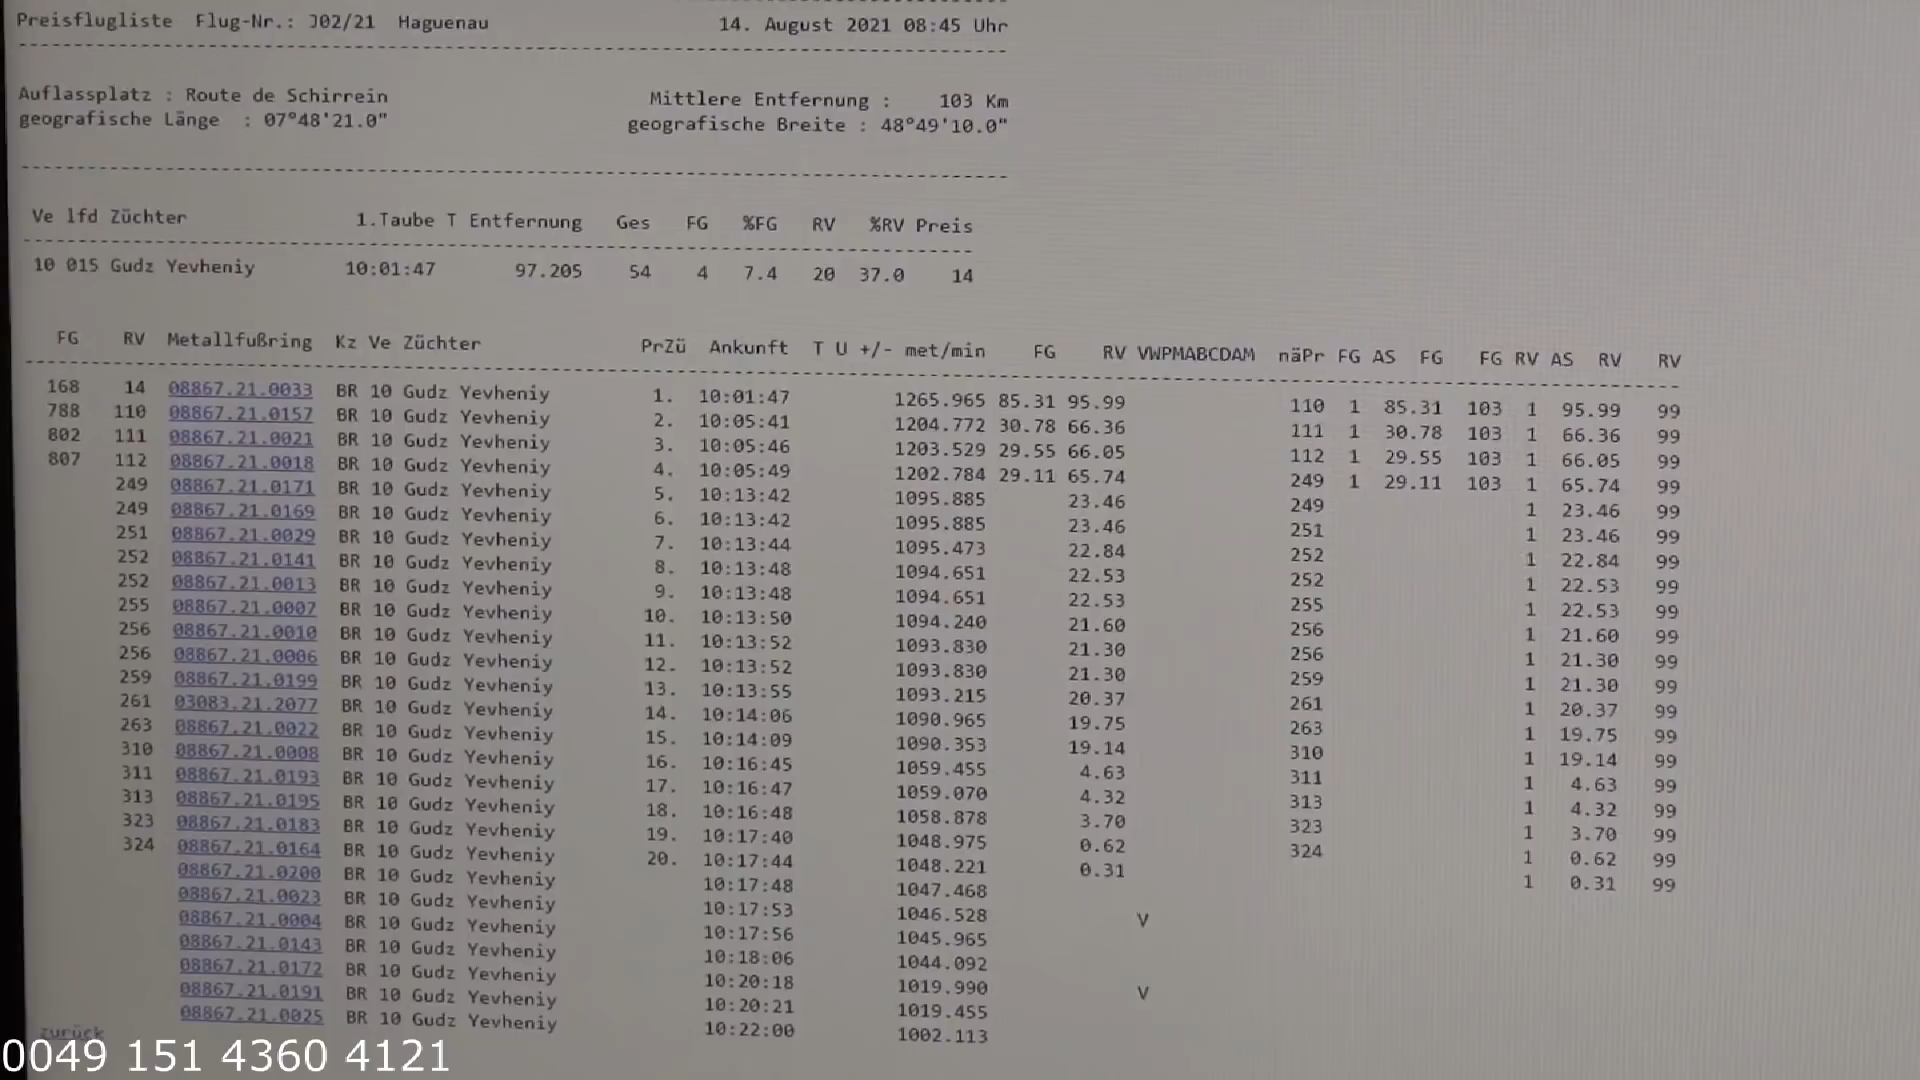 Preisflugliste Flug-Nr.: J02/21 Haguenau 14. August 2021 08:45 Uhr
Auflassplatz : Route de Schirrein Mittlere Entfernung : 103 Km
geografische Länge : 07°48'21.0" geografische Breite : 48°49'10.0"
Ve lfd Züchter 1.Taube T Entfernung Ges FG %FG RV %RV Preis
10 015 Gudz Yevheniy 10:01:47 97.205 54 4 7.4 20 37.0 14
FG RV Metallfußring Kz Ve Züchter PrZü Ankunft T U +/- met/min FG RV VWPMABCDAM näPr FG AS FG FG RV AS RV RV
168 14 08867.21.0033 BR 10 Gudz Yevheniy 1. 10:01:47 1265.965 85.31 95.99 110 1 85.31 103 1 95.99 99
788 110 08867.21.0157 BR 10 Gudz Yevheniy 2. 10:05:41 1204.772 30.78 66.36 111 1 30.78 103 1 66.36 99
802 111 08867.21.0021 BR 10 Gudz Yevheniy 3. 10:05:46 1203.529 29.55 66.05 112 1 29.55 103 1 66.05 99
807 112 08867.21.0018 BR 10 Gudz Yevheniy 4. 10:05:49 1202.784 29.11 65.74 249 1 29.11 103 1 65.74 99
249 08867.21.0171 BR 10 Gudz Yevheniy 5. 10:13:42 1095.885 23.46 249 1 23.46 99
249 08867.21.0169 BR 10 Gudz Yevheniy 6. 10:13:42 1095.885 23.46 251 1 23.46 99
251 08867.21.0029 BR 10 Gudz Yevheniy 7. 10:13:44 1095.473 22.84 252 1 22.84 99
252 08867.21.0141 BR 10 Gudz Yevheniy 8. 10:13:48 1094.651 22.53 252 1 22.53 99
252 08867.21.0013 BR 10 Gudz Yevheniy 9. 10:13:48 1094.651 22.53 255 1 22.53 99
255 08867.21.0007 BR 10 Gudz Yevheniy 10. 10:13:50 1094.240 21.60 256 1 21.60 99
256 08867.21.0010 BR 10 Gudz Yevheniy 11. 10:13:52 1093.830 21.30 256 1 21.30 99
256 08867.21.0006 BR 10 Gudz Yevheniy 12. 10:13:52 1093.830 21.30 259 1 21.30 99
259 08867.21.0199 BR 10 Gudz Yevheniy 13. 10:13:55 1093.215 20.37 261 1 20.37 99
261 03083.21.2077 BR 10 Gudz Yevheniy 14. 10:14:06 1090.965 19.75 263 1 19.75 99
263 08867.21.0022 BR 10 Gudz Yevheniy 15. 10:14:09 1090.353 19.14 310 1 19.14 99
310 08867.21.0008 BR 10 Gudz Yevheniy 16. 10:16:45 1059.455 4.63 311 1 4.63 99
311 08867.21.0193 BR 10 Gudz Yevheniy 17. 10:16:47 1059.070 4.32 313 1 4.32 99
313 08867.21.0195 BR 10 Gudz Yevheniy 18. 10:16:48 1058.878 3.70 323 1 3.70 99
323 08867.21.0183 BR 10 Gudz Yevheniy 19. 10:17:40 1048.975 0.62 324 1 0.62 99
324 08867.21.0164 BR 10 Gudz Yevheniy 20. 10:17:44 1048.221 0.31 1 0.31 99
08867.21.0200 BR 10 Gudz Yevheniy 10:17:48 1047.468
08867.21.0023 BR 10 Gudz Yevheniy 10:17:53 1046.528 V
08867.21.0004 BR 10 Gudz Yevheniy 10:17:56 1045.965
08867.21.0143 BR 10 Gudz Yevheniy 10:18:06 1044.092
08867.21.0172 BR 10 Gudz Yevheniy 10:20:18 1019.990 V
08867.21.0191 BR 10 Gudz Yevheniy 10:20:21 1019.455
08867.21.0025 BR 10 Gudz Yevheniy 10:22:00 1002.113
zurück
0049 151 4360 4121